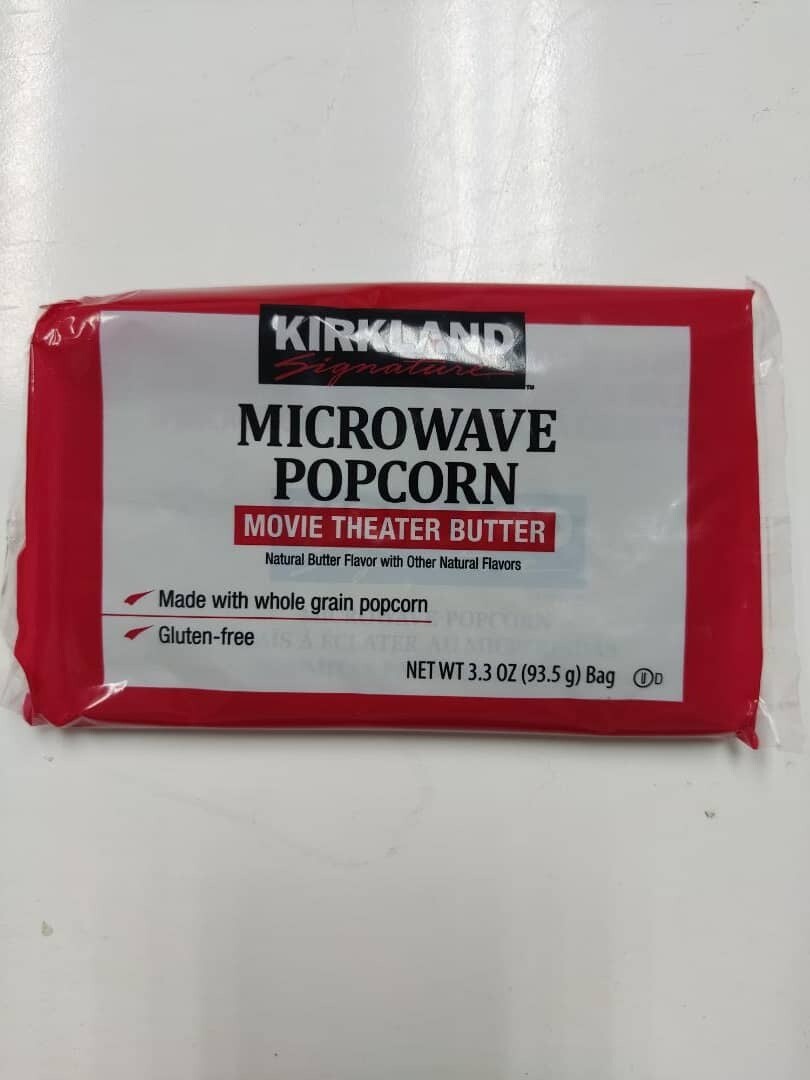 KIRKLAND
Signature
TM
MICROWAVE
POPCORN
MOVIE THEATER BUTTER
Natural Butter Flavor with Other Natural Flavors
Made with whole grain popcorn
Gluten-free
NET WT 3.3 OZ (93.5 g) Bag Ⓤ D